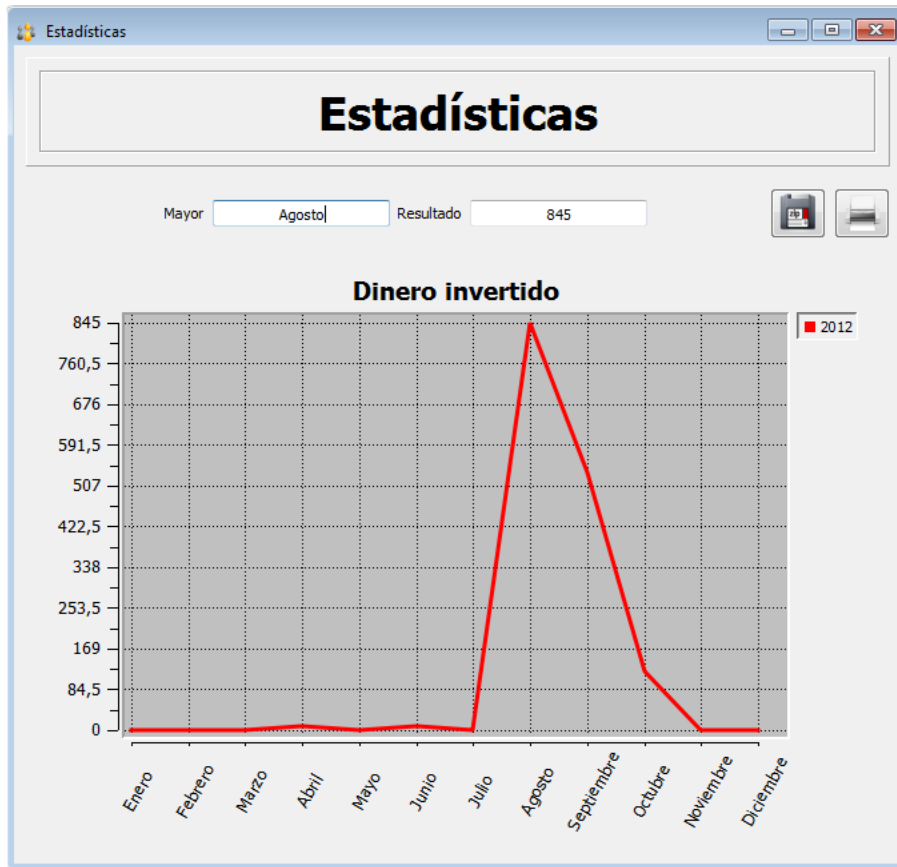 Estadísticas
Estadísticas
Mayor Agosto Resultado 845
zip
Dinero invertido
2012
845
760,5
676
591,5
507
422,5
338
253,5
169
84,5
0
Enero Febrero Marzo Abril Mayo Junio Julio Agosto Septiembre Octubre Noviembre Diciembre